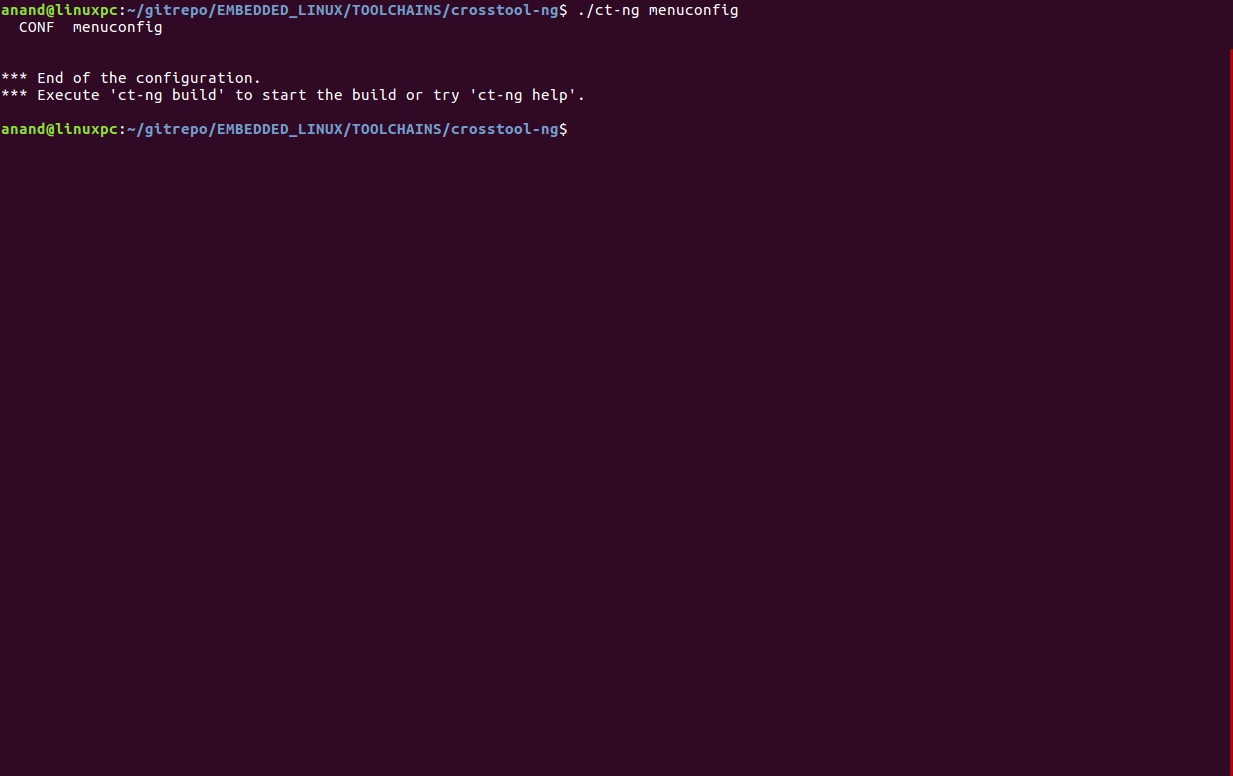 anand@linuxpc:~/gitrepo/EMBEDDED_LINUX/TOOLCHAINS/crosstool-ng$ ./ct-ng menuconfig
  CONF  menuconfig
*** End of the configuration.
*** Execute 'ct-ng build' to start the build or try 'ct-ng help'.
anand@linuxpc:~/gitrepo/EMBEDDED_LINUX/TOOLCHAINS/crosstool-ng$